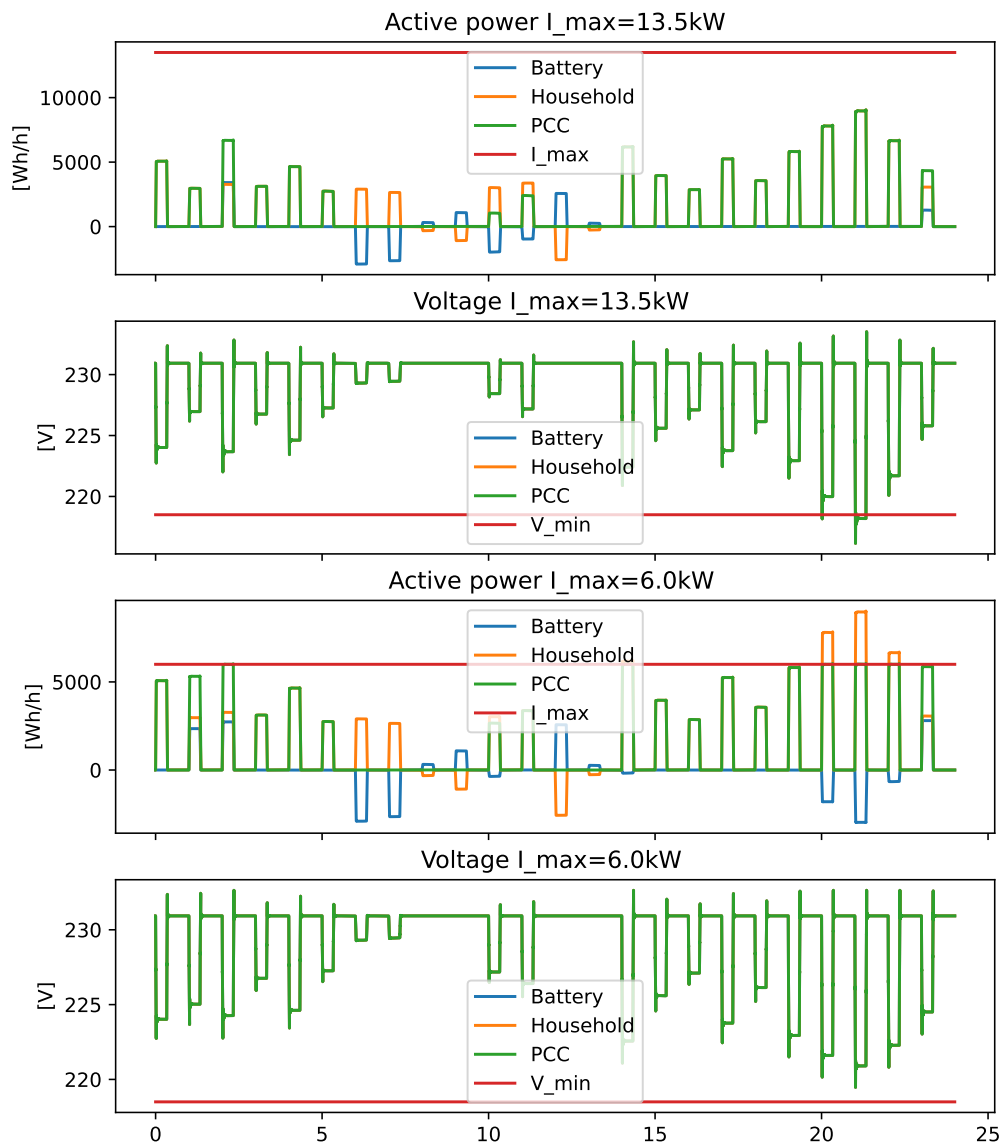 Active power I_max=13.5kW
Battery
Household
PCC
I_max
10000
5000
0
[Wh/h]
Voltage I_max=13.5kW
Battery
Household
PCC
V_min
230
225
220
[V]
Active power I_max=6.0kW
Battery
Household
PCC
I_max
5000
0
[Wh/h]
Voltage I_max=6.0kW
Battery
Household
PCC
V_min
230
225
220
[V]
0 5 10 15 20 25